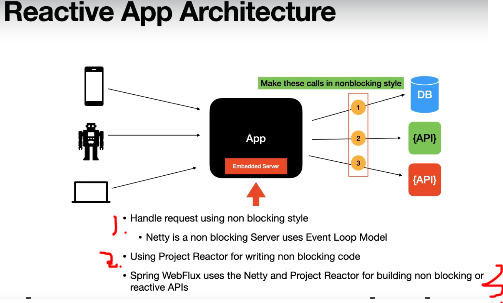 Reactive App Architecture
Make these calls in nonblocking style
DB
1
App
2
{API}
3
Embedded Server
{API}
1.
• Handle request using non blocking style
• Netty is a non blocking Server uses Event Loop Model
2.
• Using Project Reactor for writing non blocking code
• Spring WebFlux uses the Netty and Project Reactor for building non blocking or
reactive APIs